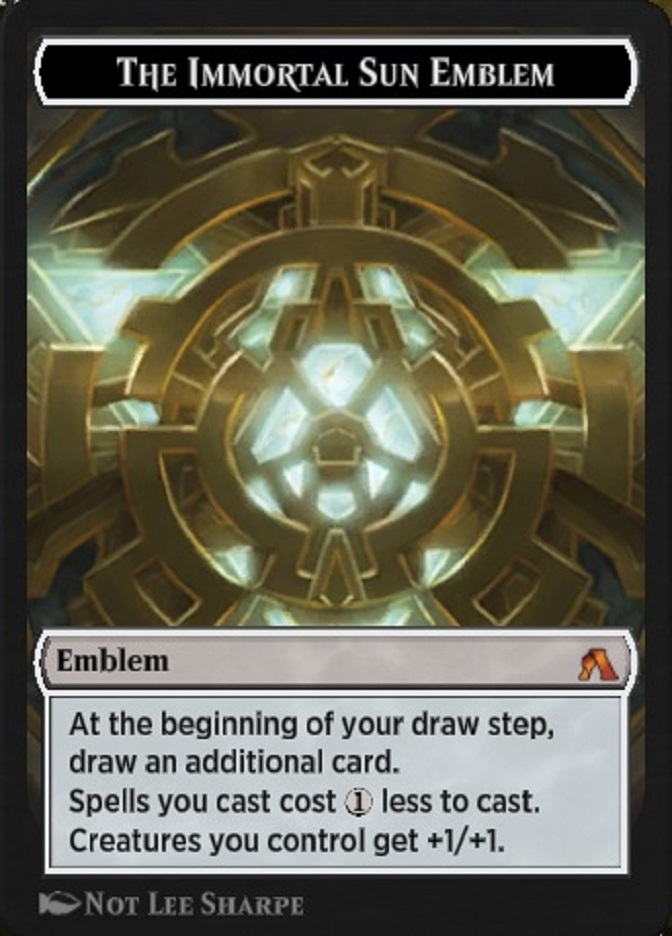 The Immortal Sun Emblem
Emblem
At the beginning of your draw step,
draw an additional card.
Spells you cast cost 1 less to cast.
Creatures you control get +1/+1.
Not Lee Sharpe